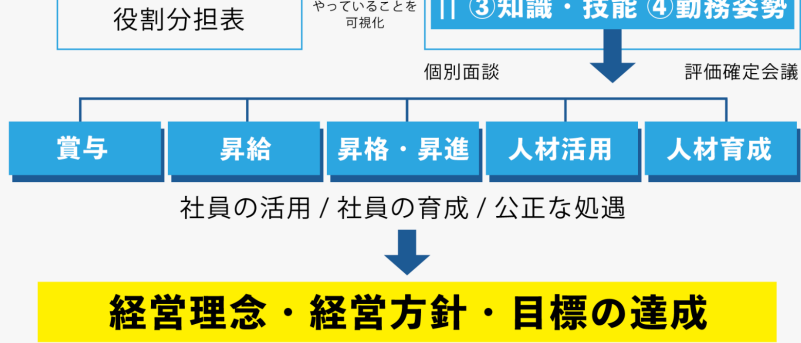 役割分担表
やっていることを
可視化
③知識・技能 ④勤務姿勢
個別面談
評価確定会議
賞与
昇給
昇格・昇進
人材活用
人材育成
社員の活用 / 社員の育成 / 公正な処遇
経営理念・経営方針・目標の達成